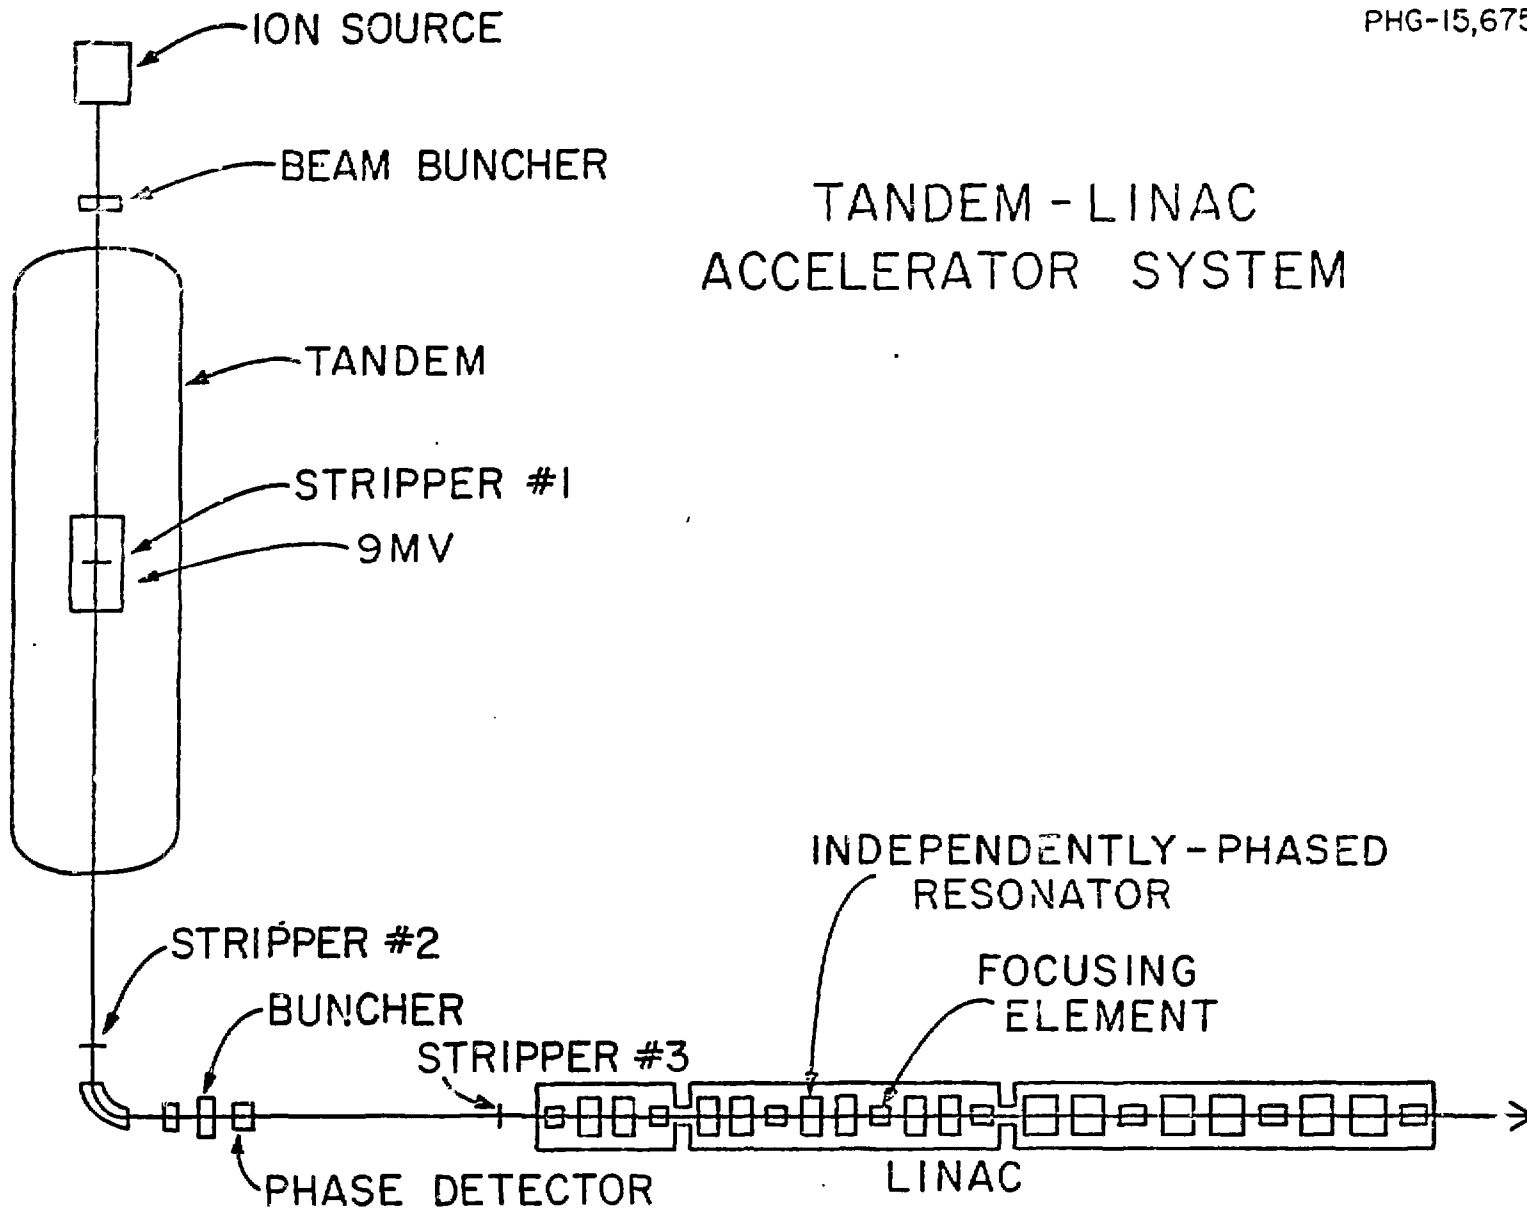 PHG-15,675
ION SOURCE
BEAM BUNCHER
TANDEM-LINAC
ACCELERATOR SYSTEM
TANDEM
STRIPPER #1
9MV
INDEPENDENTLY-PHASED
RESONATOR
STRIPPER #2
FOCUSING
ELEMENT
BUNCHER
STRIPPER #3
LINAC
PHASE DETECTOR